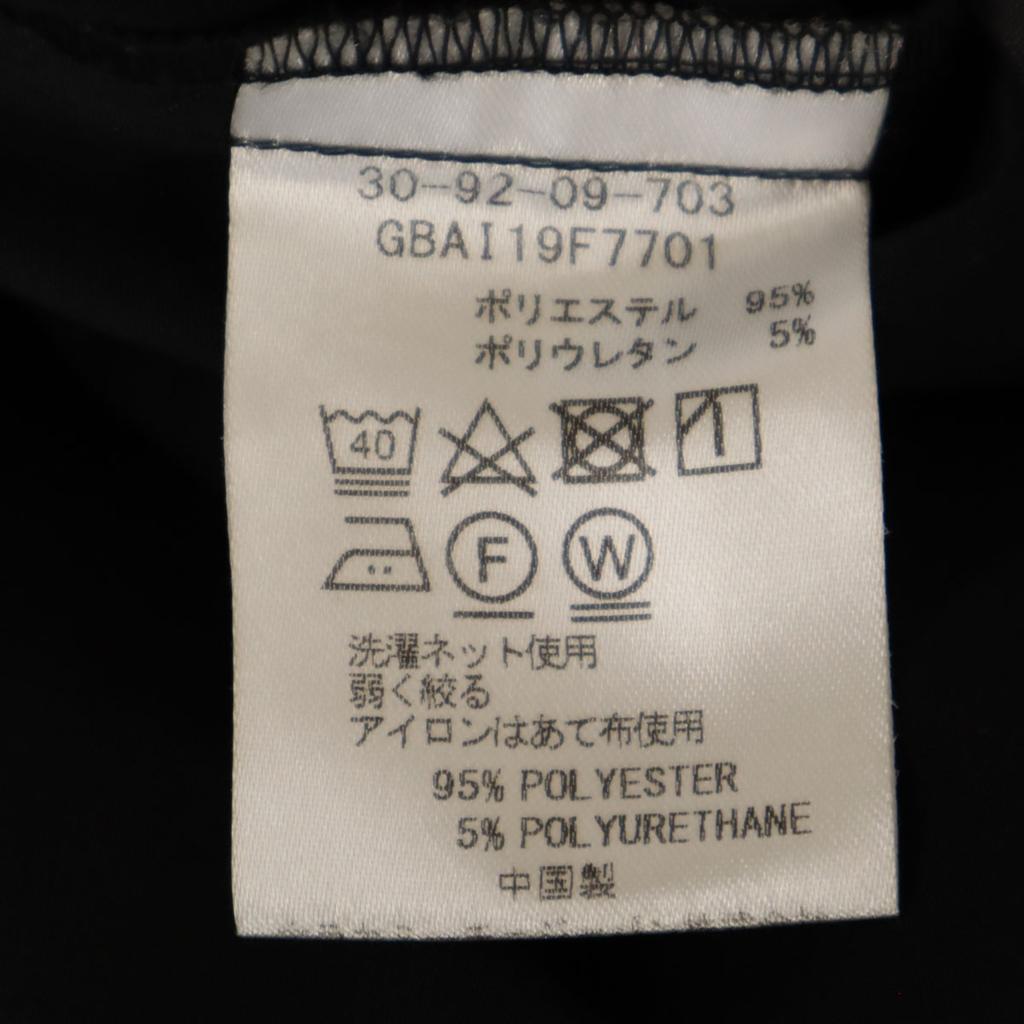 30-92-09-703
GBAI19F7701
ポリエステル 95%
ポリウレタン 5%
40
F W
洗濯ネット使用
弱く絞る
アイロンはあて布使用
95% POLYESTER
5% POLYURETHANE
中国製